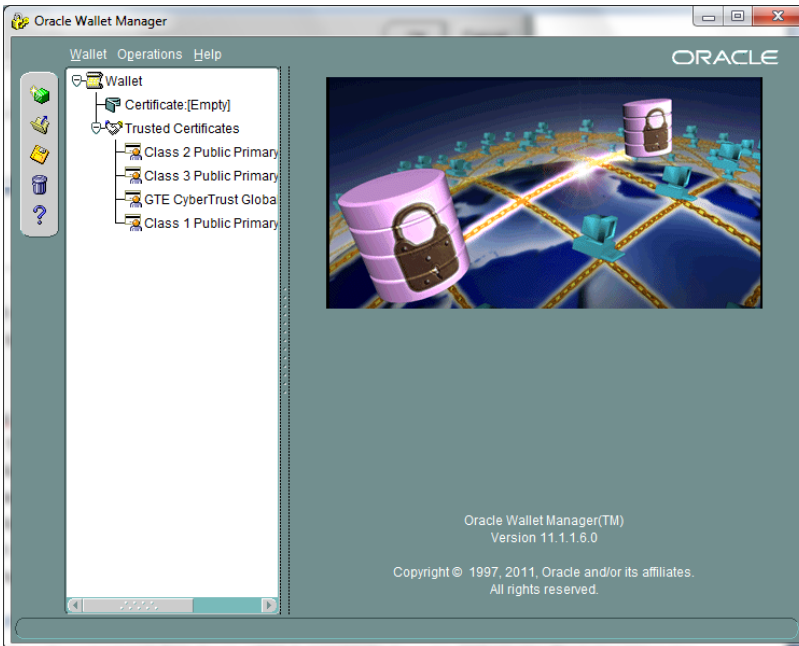 Oracle Wallet Manager
Wallet Operations Help
ORACLE
Wallet
Certificate:[Empty]
Trusted Certificates
Class 2 Public Primary
Class 3 Public Primary
GTE CyberTrust Globa
Class 1 Public Primary
Oracle Wallet Manager(TM)
Version 11.1.1.6.0
Copyright © 1997, 2011, Oracle and/or its affiliates.
All rights reserved.